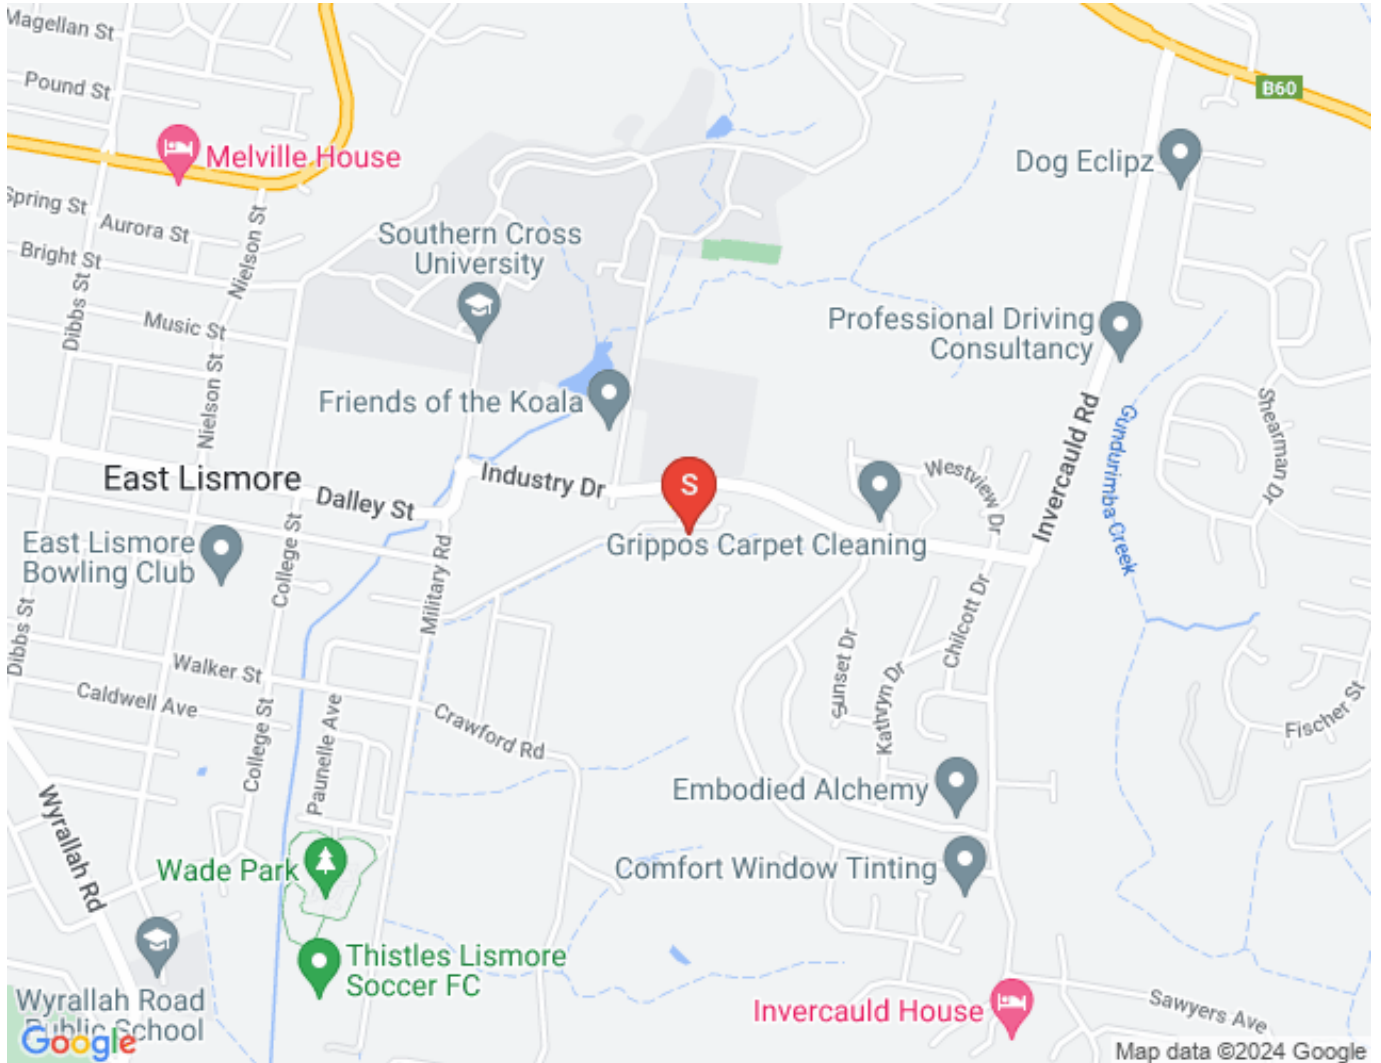 Magellan St
Pound St
B60
Melville House
Dog Eclipz
Spring St
Aurora St
Nielson St
Southern Cross
University
Bright St
Dibbs St
Music St
Professional Driving
Consultancy
Nielson St
Friends of the Koala
Invercauld Rd
Gundurimba Creek
Shearman Dr
East Lismore
Dalley St
Industry Dr
S
Westview Dr
Grippos Carpet Cleaning
East Lismore
Bowling Club
College St
Military Rd
Dibbs St
Chilcott Dr
Sunset Dr
Kathryn Dr
Walker St
Caldwell Ave
College St
Paunelle Ave
Crawford Rd
Fischer St
Embodied Alchemy
Wyrallah Rd
Wade Park
Comfort Window Tinting
Thistles Lismore
Soccer FC
Wyrallah Road
Public School
Invercauld House
Sawyers Ave
Google
Map data ©2024 Google